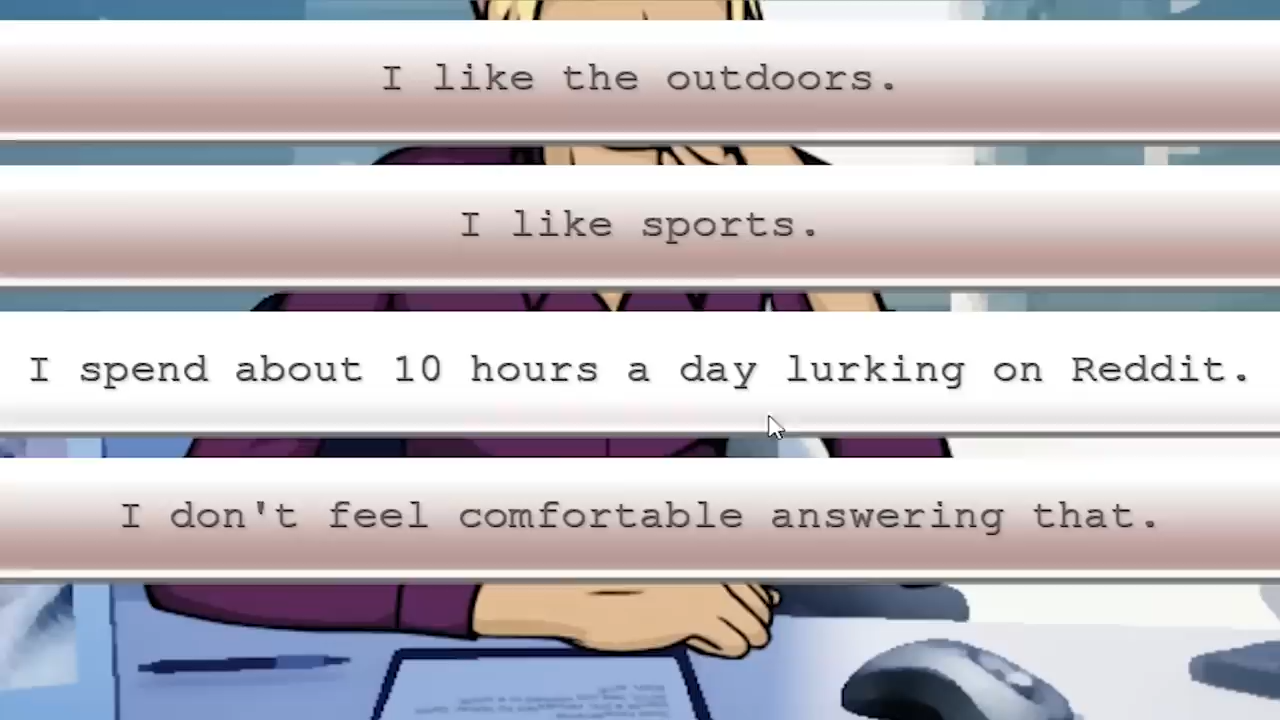 I like the outdoors.
I like sports.
I spend about 10 hours a day lurking on Reddit.
I don't feel comfortable answering that.